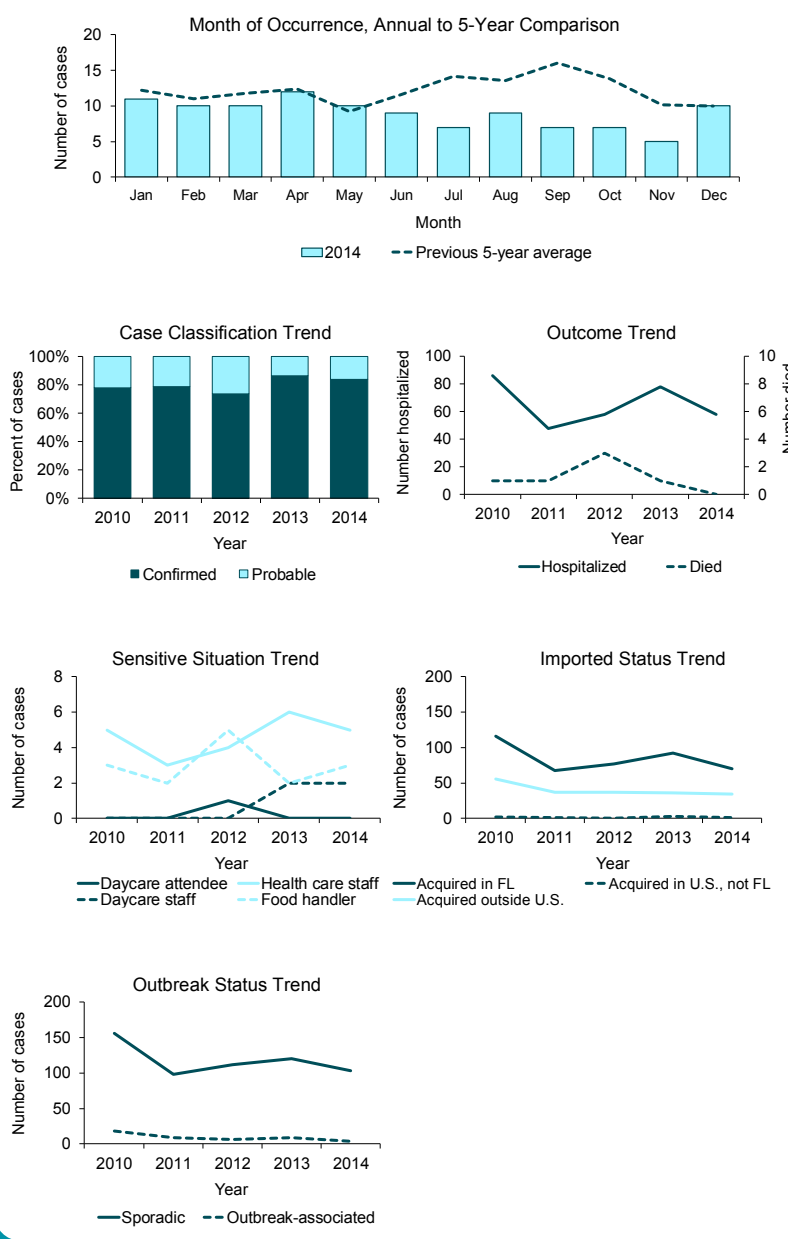 Month of Occurrence, Annual to 5-Year Comparison
Number of cases
20
15
10
5
0
Jan Feb Mar Apr May Jun Jul Aug Sep Oct Nov Dec
Month
2014 Previous 5-year average
Case Classification Trend
Percent of cases
100%
80%
60%
40%
20%
0%
2010 2011 2012 2013 2014
Year
Confirmed Probable
Outcome Trend
Number hospitalized
100
80
60
40
20
0
Number died
10
8
6
4
2
0
2010 2011 2012 2013 2014
Year
Hospitalized Died
Sensitive Situation Trend
Number of cases
8
6
4
2
0
2010 2011 2012 2013 2014
Year
Daycare attendee Health care staff
Daycare staff Food handler
Imported Status Trend
Number of cases
200
150
100
50
0
2010 2011 2012 2013 2014
Year
Acquired in FL Acquired in U.S., not FL
Acquired outside U.S.
Outbreak Status Trend
Number of cases
200
150
100
50
0
2010 2011 2012 2013 2014
Year
Sporadic Outbreak-associated